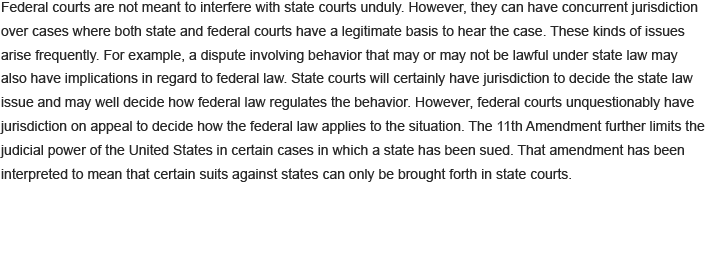 Federal courts are not meant to interfere with state courts unduly. However, they can have concurrent jurisdiction
over cases where both state and federal courts have a legitimate basis to hear the case. These kinds of issues
arise frequently. For example, a dispute involving behavior that may or may not be lawful under state law may
also have implications in regard to federal law. State courts will certainly have jurisdiction to decide the state law
issue and may well decide how federal law regulates the behavior. However, federal courts unquestionably have
jurisdiction on appeal to decide how the federal law applies to the situation. The 11th Amendment further limits the
judicial power of the United States in certain cases in which a state has been sued. That amendment has been
interpreted to mean that certain suits against states can only be brought forth in state courts.